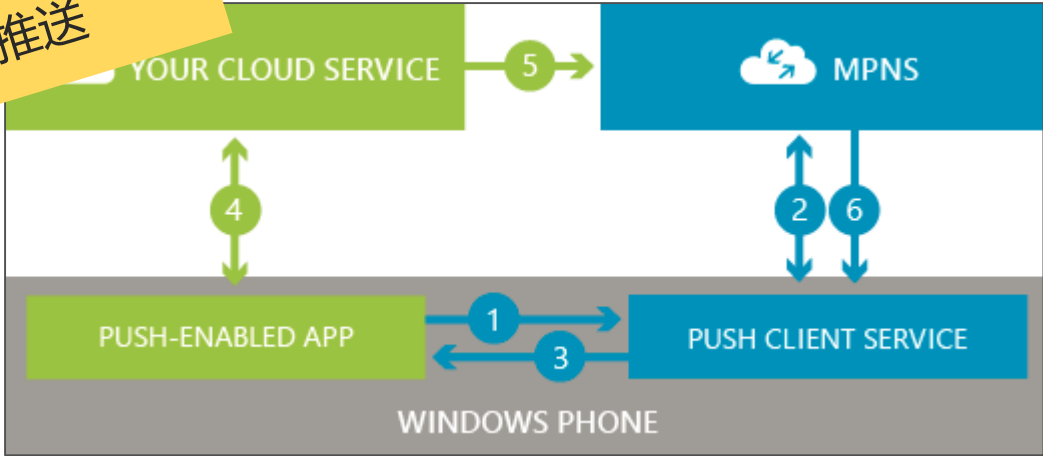 推送
YOUR CLOUD SERVICE
5
MPNS
4
2
6
PUSH-ENABLED APP
1
3
PUSH CLIENT SERVICE
WINDOWS PHONE